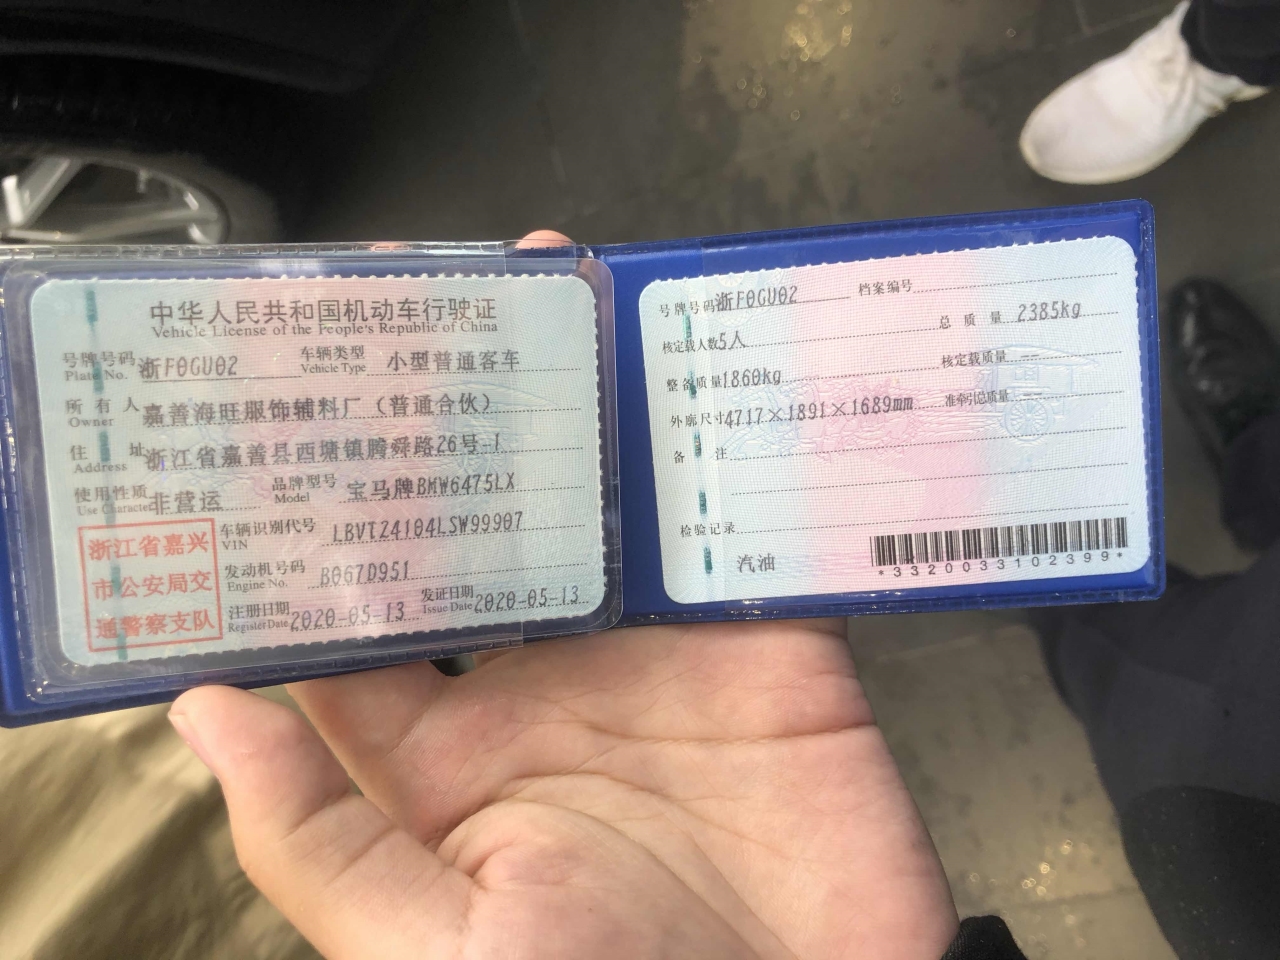 中华人民共和国机动车行驶证
Vehicle License of the People's Republic of China
号牌号码 浙F0GU02 车辆类型 小型普通客车
Plate No. Vehicle Type
所有人 嘉善海旺服饰辅料厂（普通合伙）
Owner
住址 浙江省嘉善县西塘镇腾舜路26号-1
Address
使用性质 非营运 品牌型号 宝马牌BMW6475LX
Use Character Model
车辆识别代号 LBVTZ4104LSW99907
VIN
发动机号码 B067D951
Engine No.
注册日期 2020-05-13 发证日期 2020-05-13
Register Date Issue Date
浙江省嘉兴
市公安局交
通警察支队
号牌号码 浙F0GU02 档案编号
核定载人数 5人 总质量 2385kg
整备质量 1860kg 核定载质量 --
外廓尺寸 4717×1891×1689mm 准牵引总质量 --
备注
检验记录
汽油
*3320033102399*